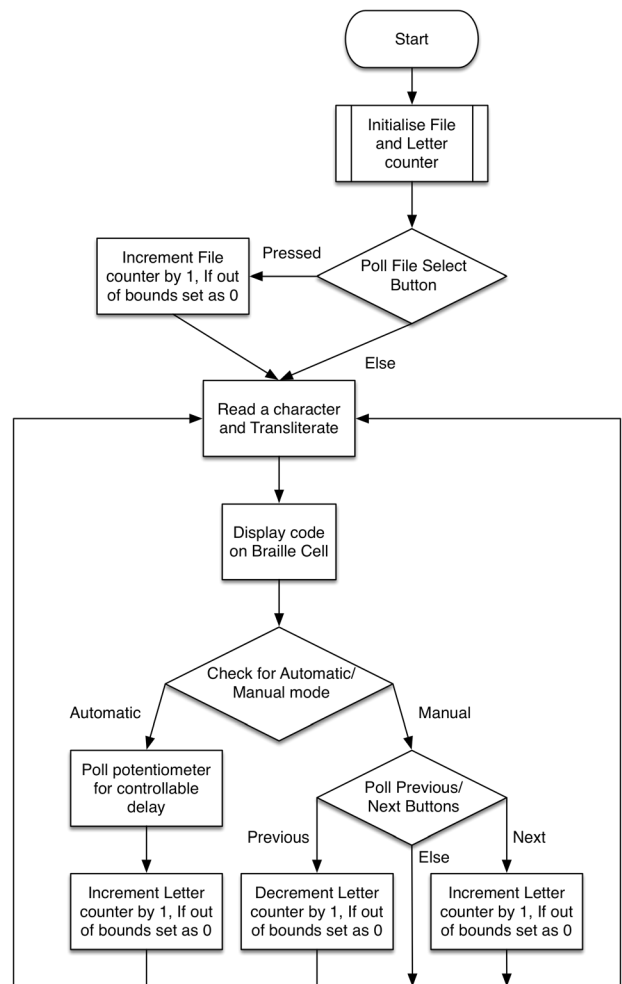 Start
Initialise File
and Letter
counter
Poll File Select
Button
Pressed
Increment File
counter by 1, If out
of bounds set as 0
Else
Read a character
and Transliterate
Display code
on Braille Cell
Check for Automatic/
Manual mode
Automatic
Manual
Poll potentiometer
for controllable
delay
Poll Previous/
Next Buttons
Previous
Else
Next
Increment Letter
counter by 1, If out
of bounds set as 0
Decrement Letter
counter by 1, If out
of bounds set as 0
Increment Letter
counter by 1, If out
of bounds set as 0